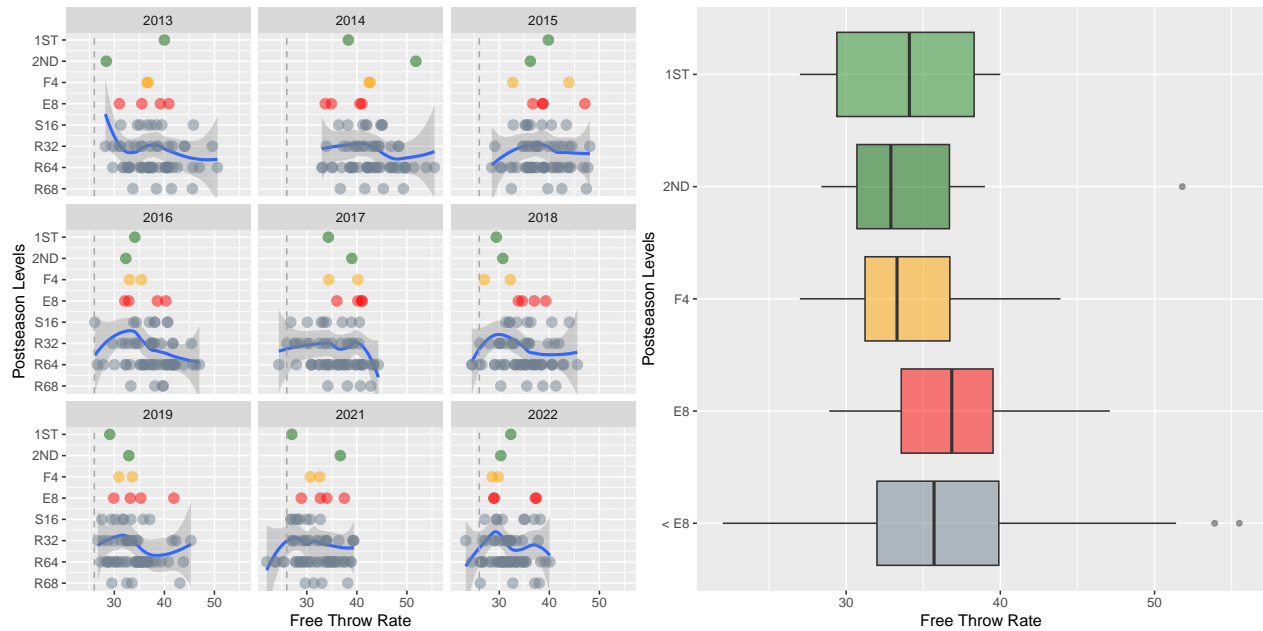 2013
2014
2015
1ST
2ND
F4
E8
S16
R32
R64
R68
2016
2017
2018
1ST
2ND
F4
E8
S16
R32
R64
R68
2019
2021
2022
1ST
2ND
F4
E8
S16
R32
R64
R68
30
40
50
30
40
50
30
40
50
Free Throw Rate
Postseason Levels
1ST
2ND
F4
E8
< E8
30
40
50
Free Throw Rate
Postseason Levels